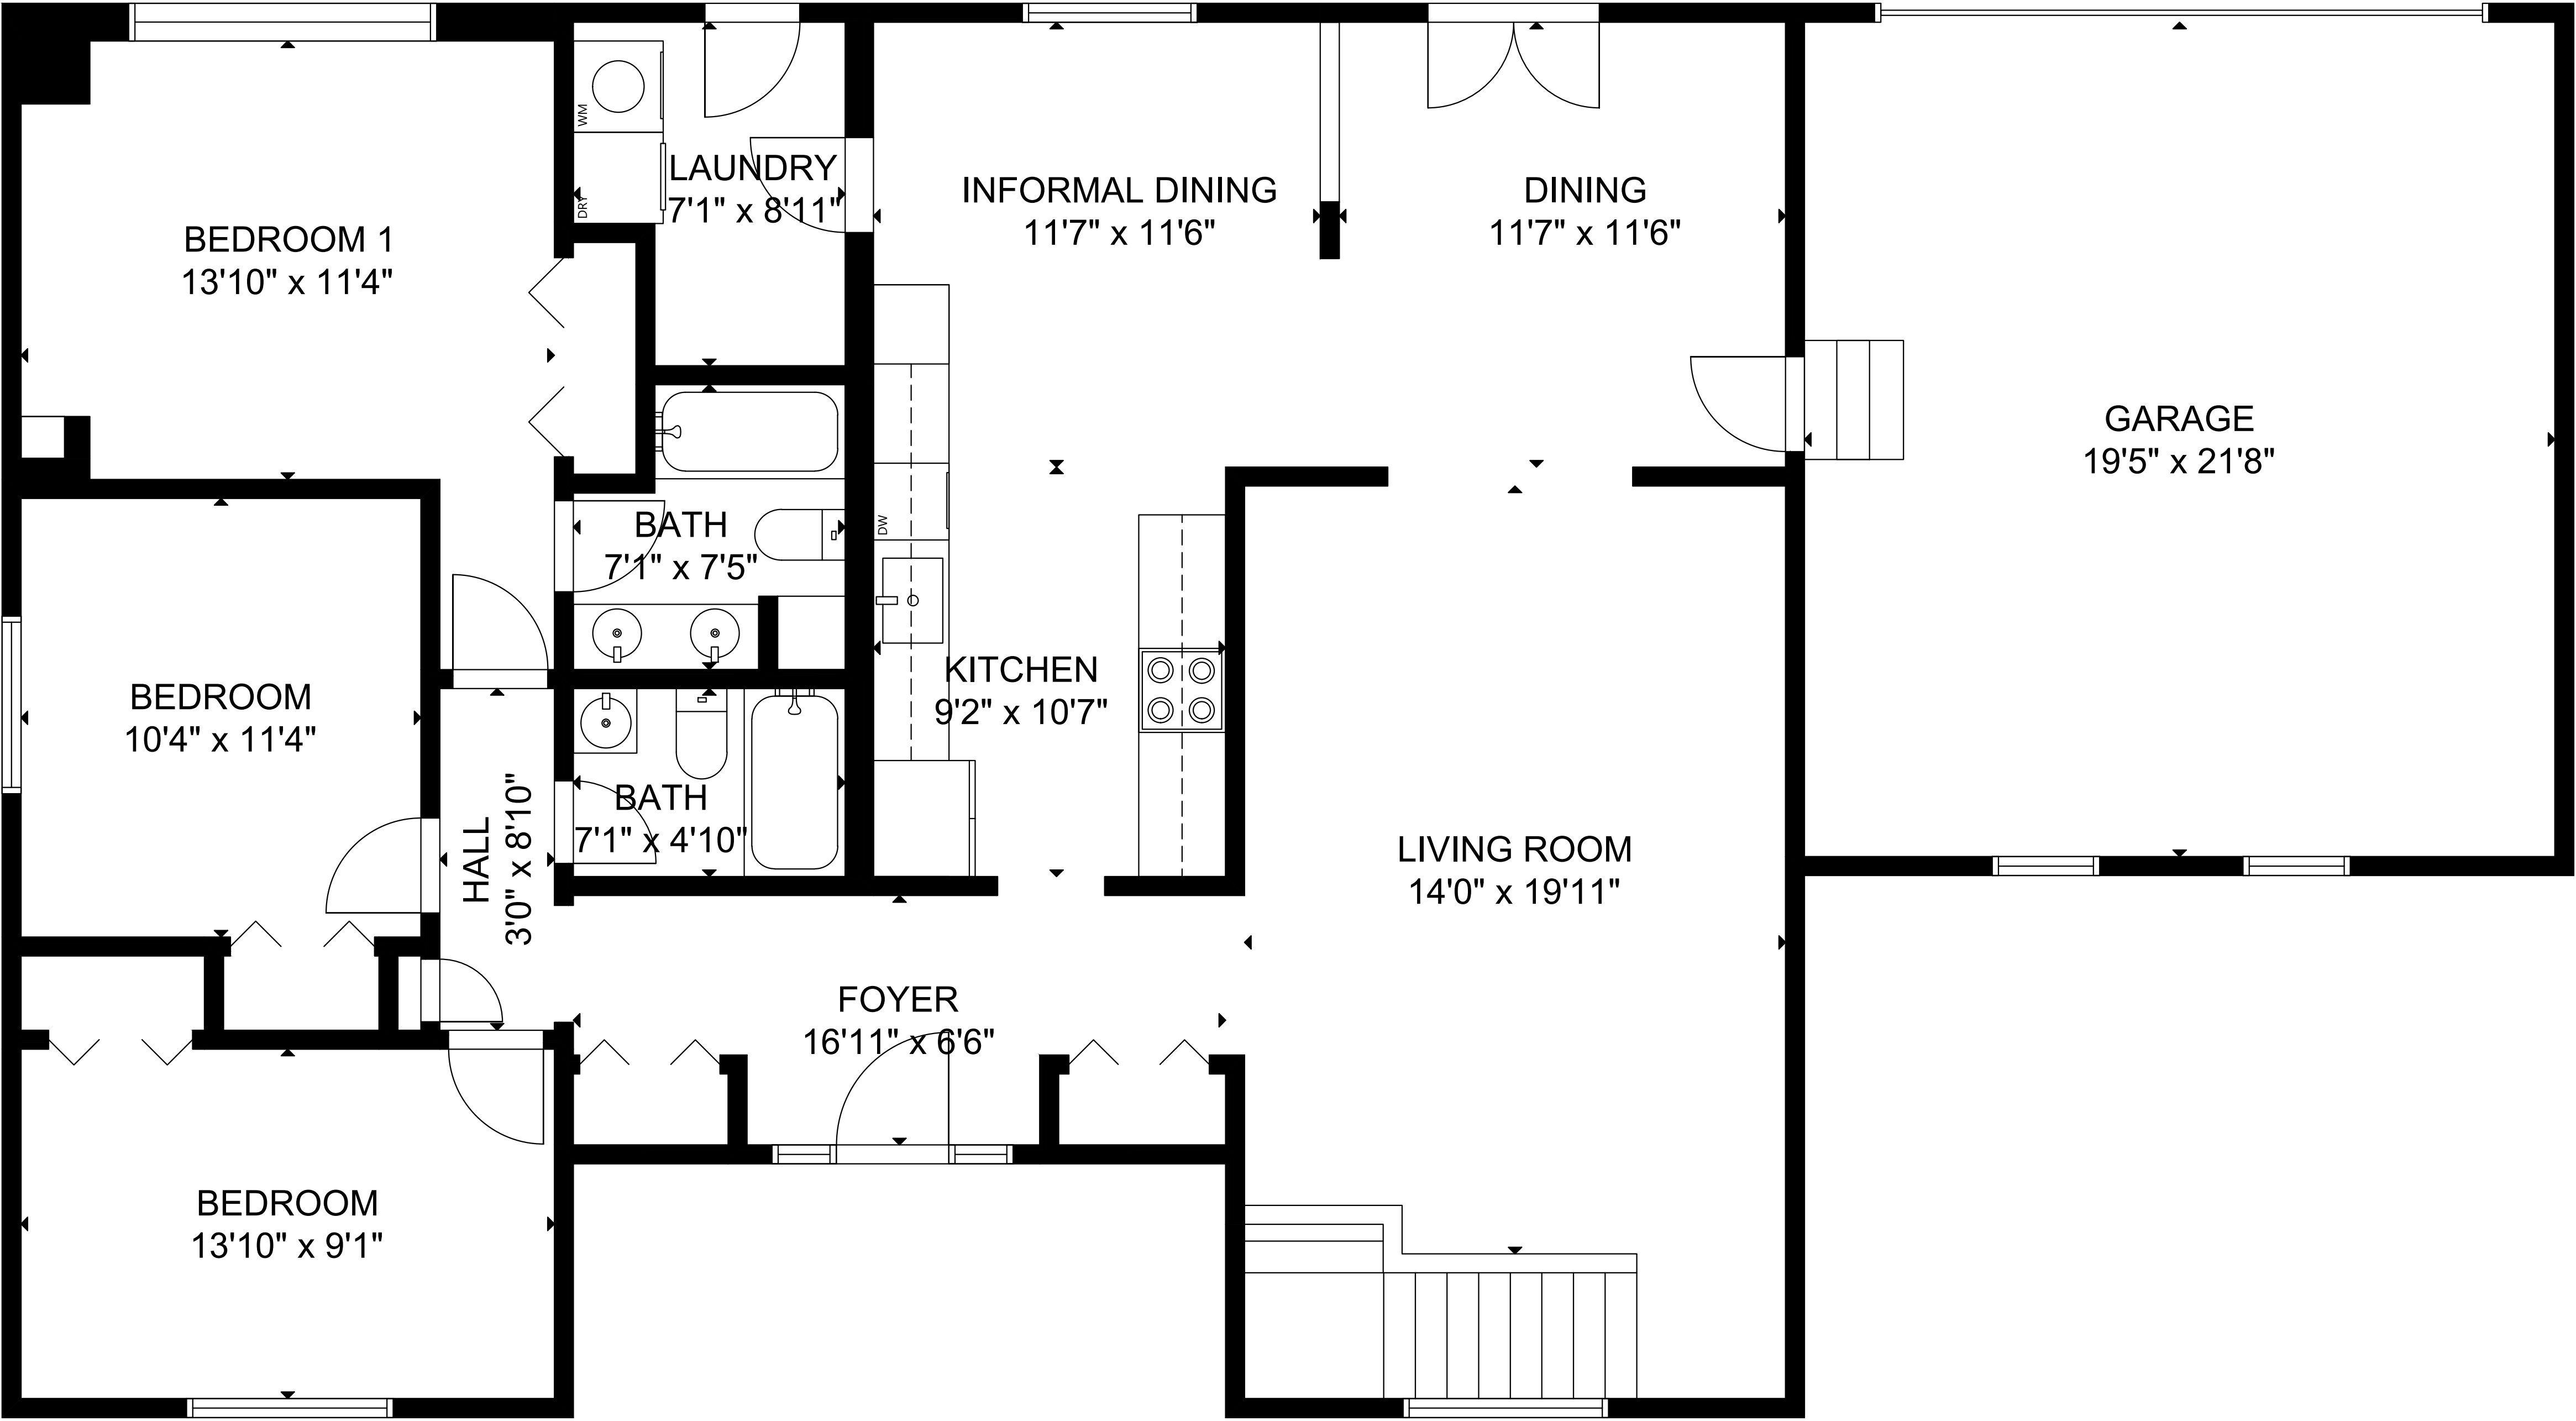 WM
DRY
LAUNDRY
7'1" x 8'11"
INFORMAL DINING
11'7" x 11'6"
DINING
11'7" x 11'6"
BEDROOM 1
13'10" x 11'4"
GARAGE
19'5" x 21'8"
BATH
7'1" x 7'5"
DW
KITCHEN
9'2" x 10'7"
BEDROOM
10'4" x 11'4"
HALL
3'0" x 8'10"
BATH
7'1" x 4'10"
LIVING ROOM
14'0" x 19'11"
FOYER
16'11" x 6'6"
BEDROOM
13'10" x 9'1"